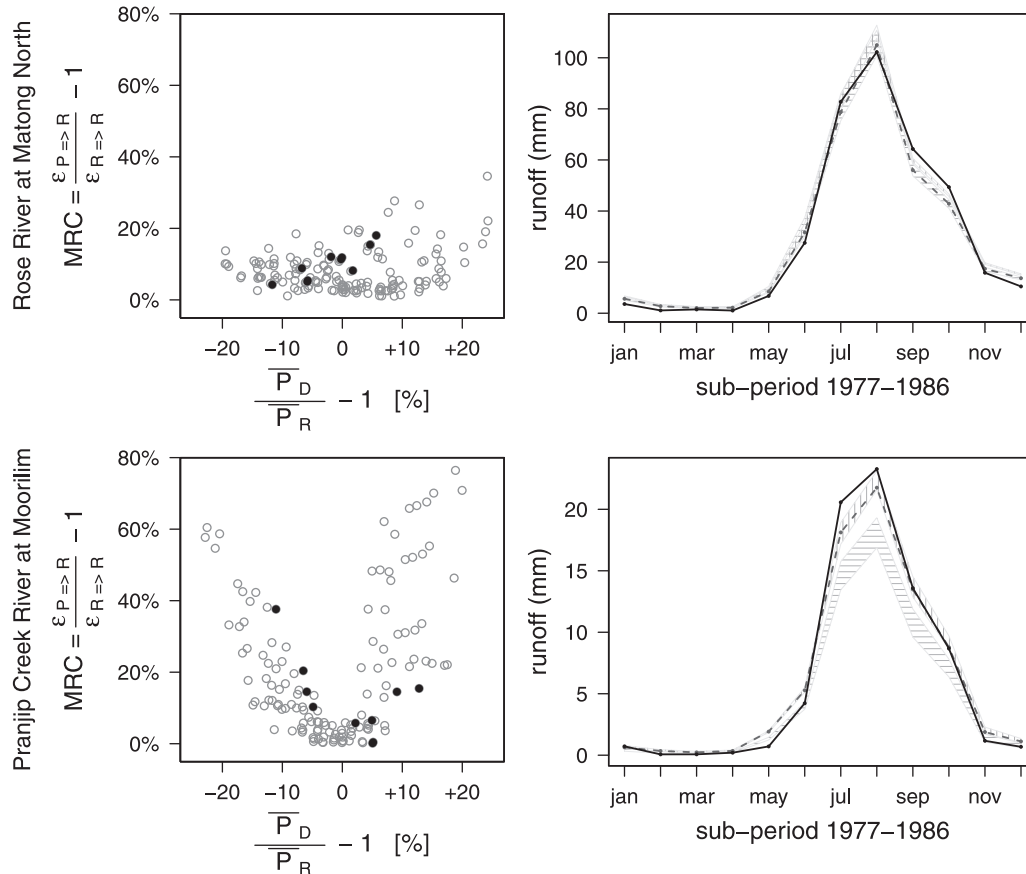 Rose River at Matong North
MRC = ε P => R / ε R => R − 1
80%
60%
40%
20%
0%
−20 −10 0 +10 +20
P̅ D / P̅ R − 1 [%]
runoff (mm)
100
80
60
40
20
0
jan mar may jul sep nov
sub−period 1977−1986
Pranjip Creek River at Moorilim
MRC = ε P => R / ε R => R − 1
80%
60%
40%
20%
0%
−20 −10 0 +10 +20
P̅ D / P̅ R − 1 [%]
runoff (mm)
20
15
10
5
0
jan mar may jul sep nov
sub−period 1977−1986